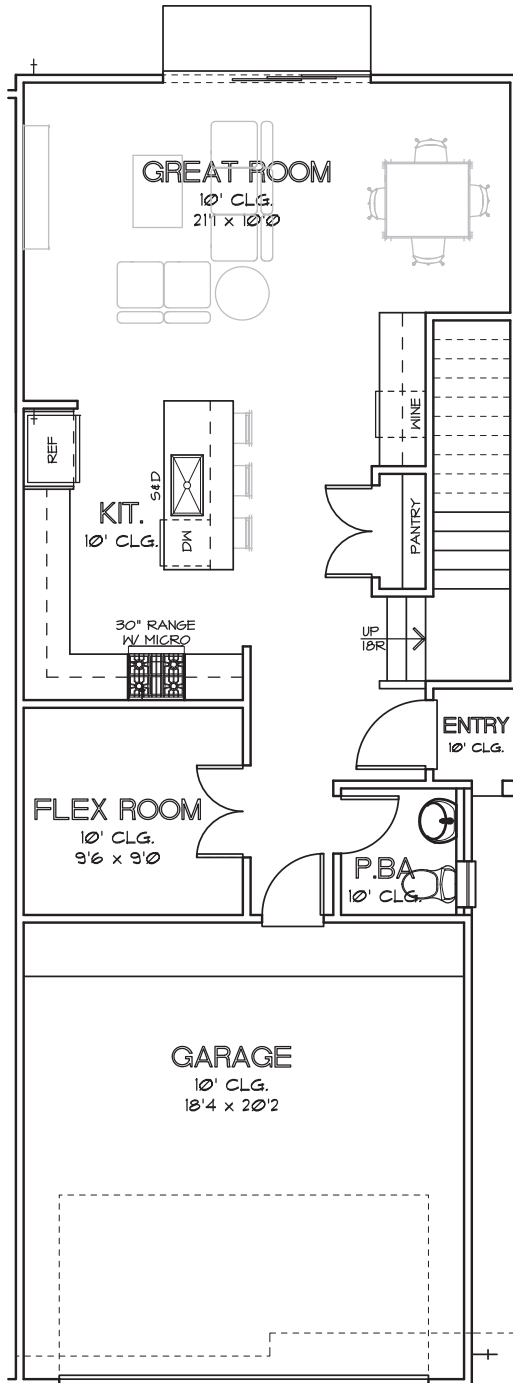 GREAT ROOM
10' CLG.
21'1 x 10'0
WINE
REF
S&D
KIT.
10' CLG.
DW
PANTRY
30" RANGE
W/ MICRO
UP
18R
ENTRY
10' CLG.
FLEX ROOM
10' CLG.
9'6 x 9'0
P.BA
10' CLG.
GARAGE
10' CLG.
18'4 x 20'2